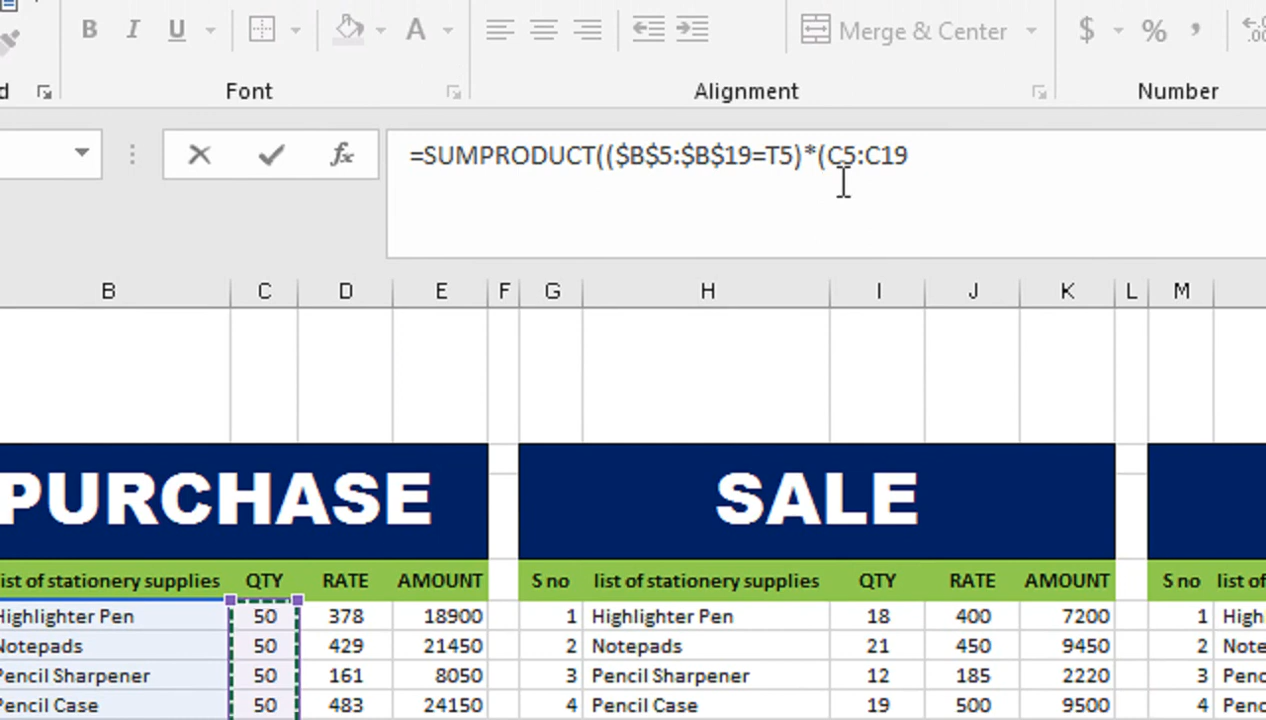 B I U A Merge & Center $ % ,
Font Alignment Number
fx =SUMPRODUCT(($B$5:$B$19=T5)*(C5:C19
B C D E F G H I J K L M
PURCHASE SALE
list of stationery supplies QTY RATE AMOUNT S no list of stationery supplies QTY RATE AMOUNT S no list of
Highlighter Pen 50 378 18900 1 Highlighter Pen 18 400 7200 1 High
Notepads 50 429 21450 2 Notepads 21 450 9450 2 Note
Pencil Sharpener 50 161 8050 3 Pencil Sharpener 12 185 2220 3 Penc
Pencil Case 50 483 24150 4 Pencil Case 19 500 9500 4 Penc